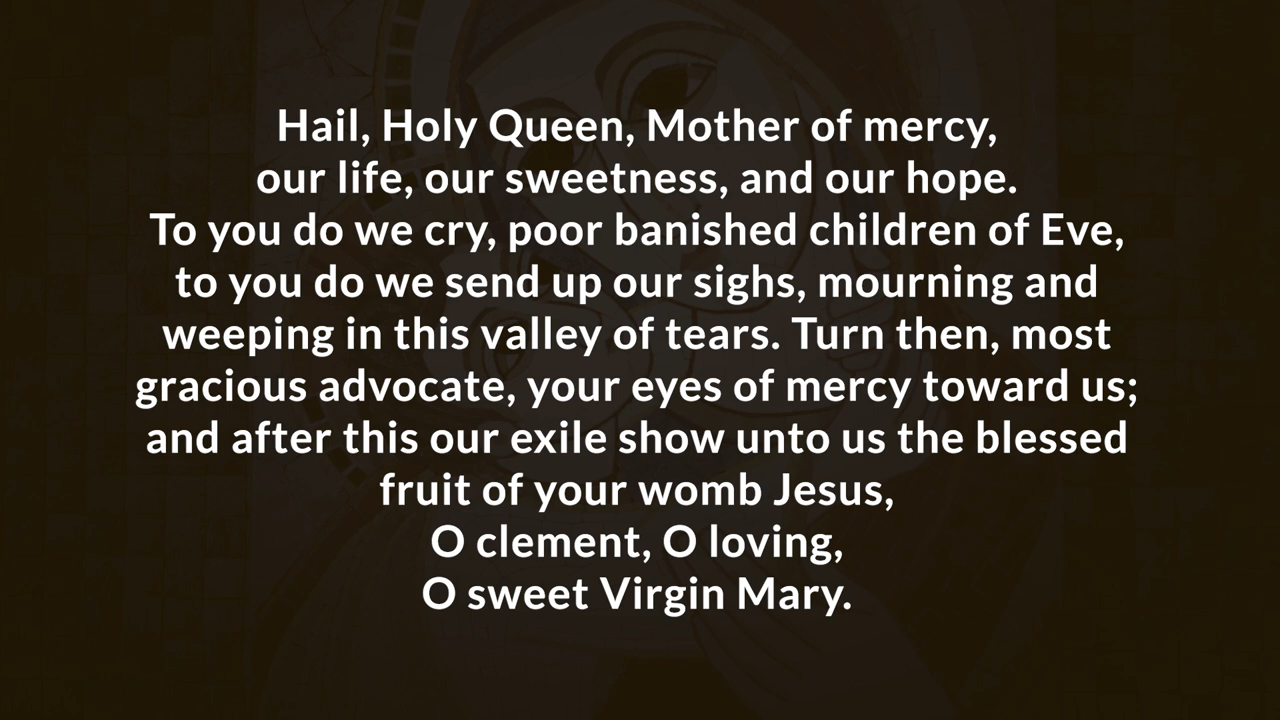 Hail, Holy Queen, Mother of mercy,
our life, our sweetness, and our hope.
To you do we cry, poor banished children of Eve,
to you do we send up our sighs, mourning and
weeping in this valley of tears. Turn then, most
gracious advocate, your eyes of mercy toward us;
and after this our exile show unto us the blessed
fruit of your womb Jesus,
O clement, O loving,
O sweet Virgin Mary.